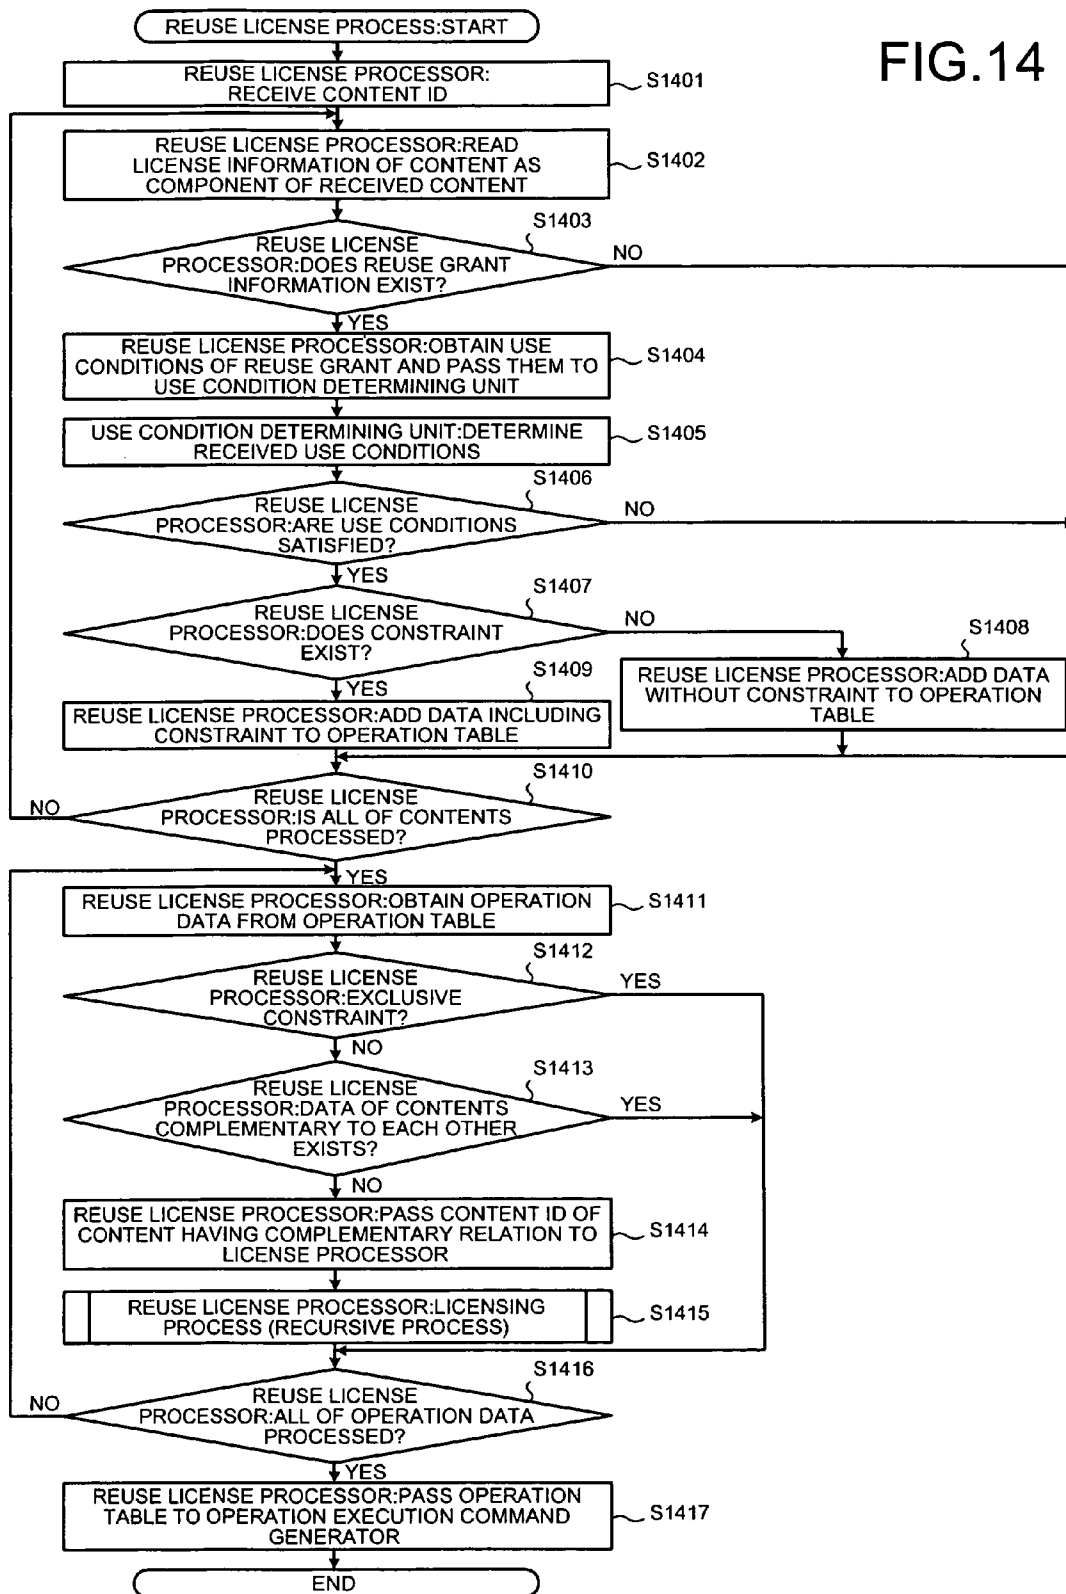 REUSE LICENSE PROCESS:START
FIG.14
REUSE LICENSE PROCESSOR:
RECEIVE CONTENT ID
S1401
REUSE LICENSE PROCESSOR:READ
LICENSE INFORMATION OF CONTENT AS
COMPONENT OF RECEIVED CONTENT
S1402
S1403
REUSE LICENSE
PROCESSOR:DOES REUSE GRANT
INFORMATION EXIST?
NO
YES
REUSE LICENSE PROCESSOR:OBTAIN USE
CONDITIONS OF REUSE GRANT AND PASS THEM TO
USE CONDITION DETERMINING UNIT
S1404
USE CONDITION DETERMINING UNIT:DETERMINE
RECEIVED USE CONDITIONS
S1405
S1406
REUSE LICENSE
PROCESSOR:ARE USE CONDITIONS
SATISFIED?
NO
YES
S1407
REUSE LICENSE
PROCESSOR:DOES CONSTRAINT
EXIST?
NO
YES
S1408
REUSE LICENSE PROCESSOR:ADD DATA
WITHOUT CONSTRAINT TO OPERATION
TABLE
S1409
REUSE LICENSE PROCESSOR:ADD DATA INCLUDING
CONSTRAINT TO OPERATION TABLE
S1410
REUSE LICENSE
PROCESSOR:IS ALL OF CONTENTS
PROCESSED?
NO
YES
REUSE LICENSE PROCESSOR:OBTAIN OPERATION
DATA FROM OPERATION TABLE
S1411
S1412
REUSE LICENSE
PROCESSOR:EXCLUSIVE
CONSTRAINT?
YES
NO
S1413
REUSE LICENSE
PROCESSOR:DATA OF CONTENTS
COMPLEMENTARY TO EACH OTHER
EXISTS?
YES
NO
REUSE LICENSE PROCESSOR:PASS CONTENT ID OF
CONTENT HAVING COMPLEMENTARY RELATION TO
LICENSE PROCESSOR
S1414
REUSE LICENSE PROCESSOR:LICENSING
PROCESS (RECURSIVE PROCESS)
S1415
S1416
REUSE LICENSE
PROCESSOR:ALL OF OPERATION DATA
PROCESSED?
NO
YES
REUSE LICENSE PROCESSOR:PASS OPERATION
TABLE TO OPERATION EXECUTION COMMAND
GENERATOR
S1417
END